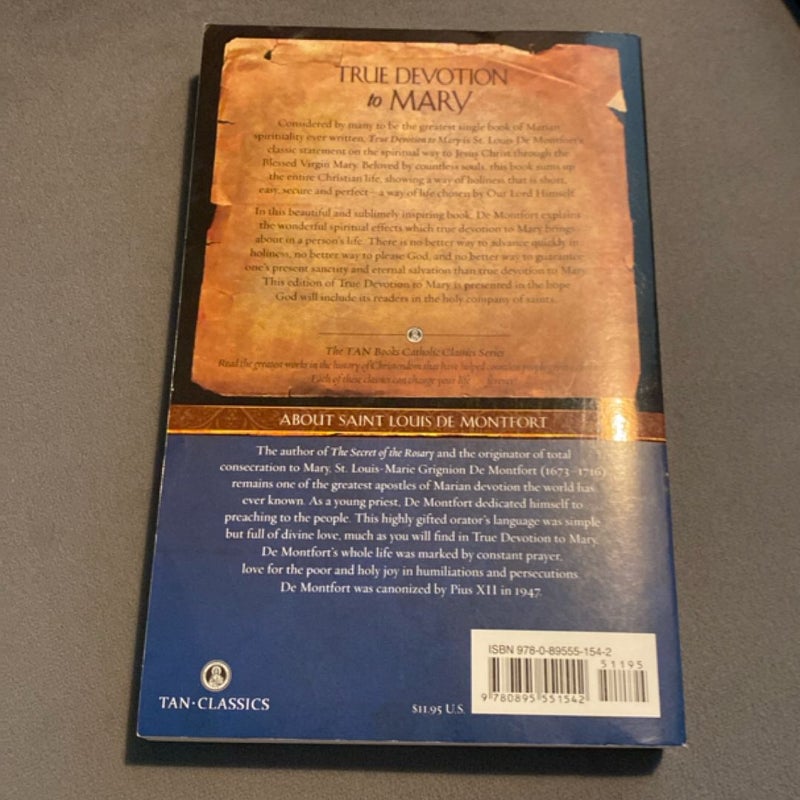 TRUE DEVOTION
to MARY
Considered by many to be the greatest single book of Marian
spirituality ever written, True Devotion to Mary is St. Louis De Montfort's
classic statement on the spiritual way to Jesus Christ through the
Blessed Virgin Mary. Beloved by countless souls, this book sums up
the entire Christian life, showing a way of holiness that is short,
easy, secure and perfect—a way of life chosen by Our Lord Himself.
In this beautiful and sublimely inspiring book, De Montfort explains
the wonderful spiritual effects which true devotion to Mary brings
about in a person's life. There is no better way to advance quickly in
holiness, no better way to please God, and no better way to guarantee
one's present sanctity and eternal salvation than true devotion to Mary.
This edition of True Devotion to Mary is presented in the hope
God will include its readers in the holy company of saints.
The TAN Books Catholic Classics Series
Read the greatest works in the history of Christendom that have helped countless people
Each of these classics can change your life forever!
ABOUT SAINT LOUIS DE MONTFORT
The author of The Secret of the Rosary and the originator of total
consecration to Mary, St. Louis-Marie Grignion De Montfort (1673–1716)
remains one of the greatest apostles of Marian devotion the world has
ever known. As a young priest, De Montfort dedicated himself to
preaching to the people. This highly gifted orator's language was simple
but full of divine love, much as you will find in True Devotion to Mary.
De Montfort's whole life was marked by constant prayer,
love for the poor and holy joy in humiliations and persecutions.
De Montfort was canonized by Pius XII in 1947.
ISBN 978-0-89555-154-2
51195
9 780895 551542
TAN·CLASSICS
$11.95 U.S.